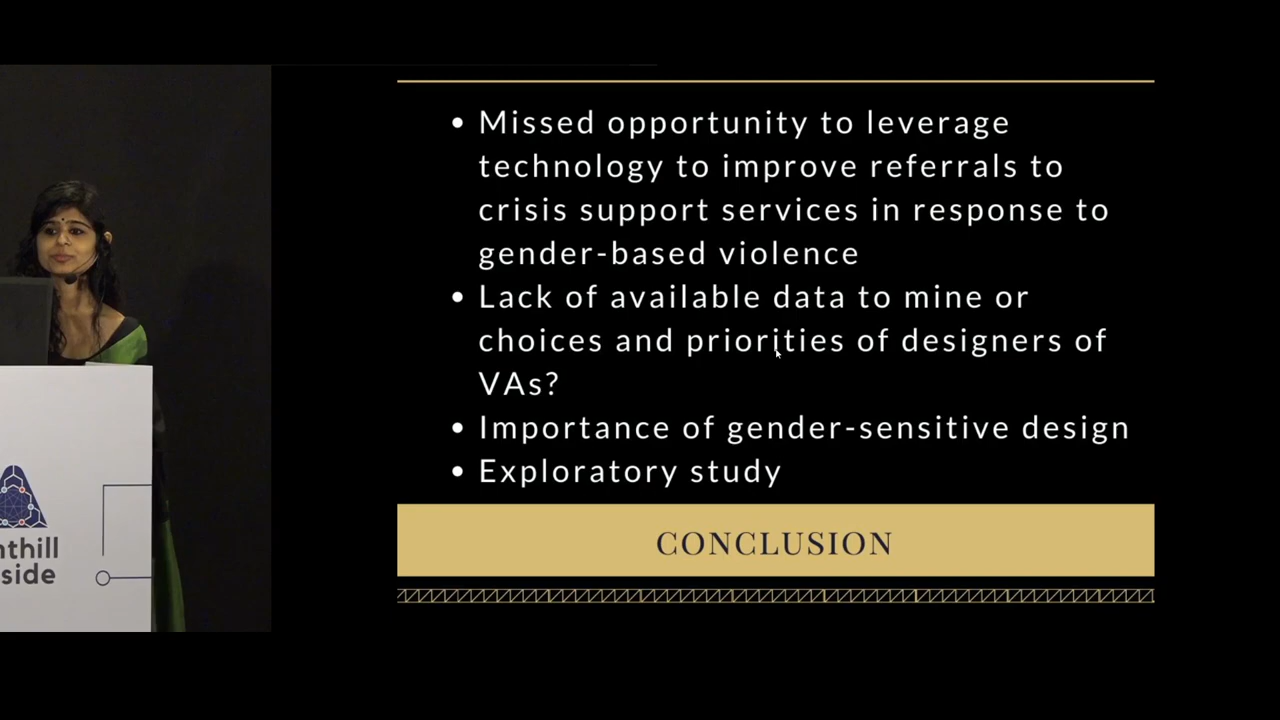 • Missed opportunity to leverage
technology to improve referrals to
crisis support services in response to
gender-based violence
• Lack of available data to mine or
choices and priorities of designers of
VAs?
• Importance of gender-sensitive design
• Exploratory study
CONCLUSION
nthill
side